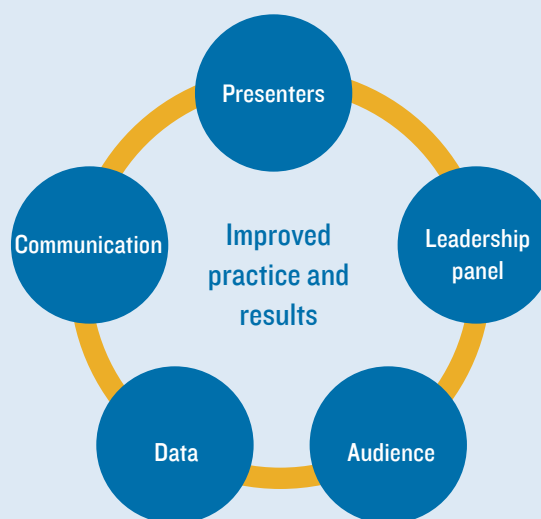 Presenters
Communication
Improved
practice and
results
Leadership
panel
Data
Audience